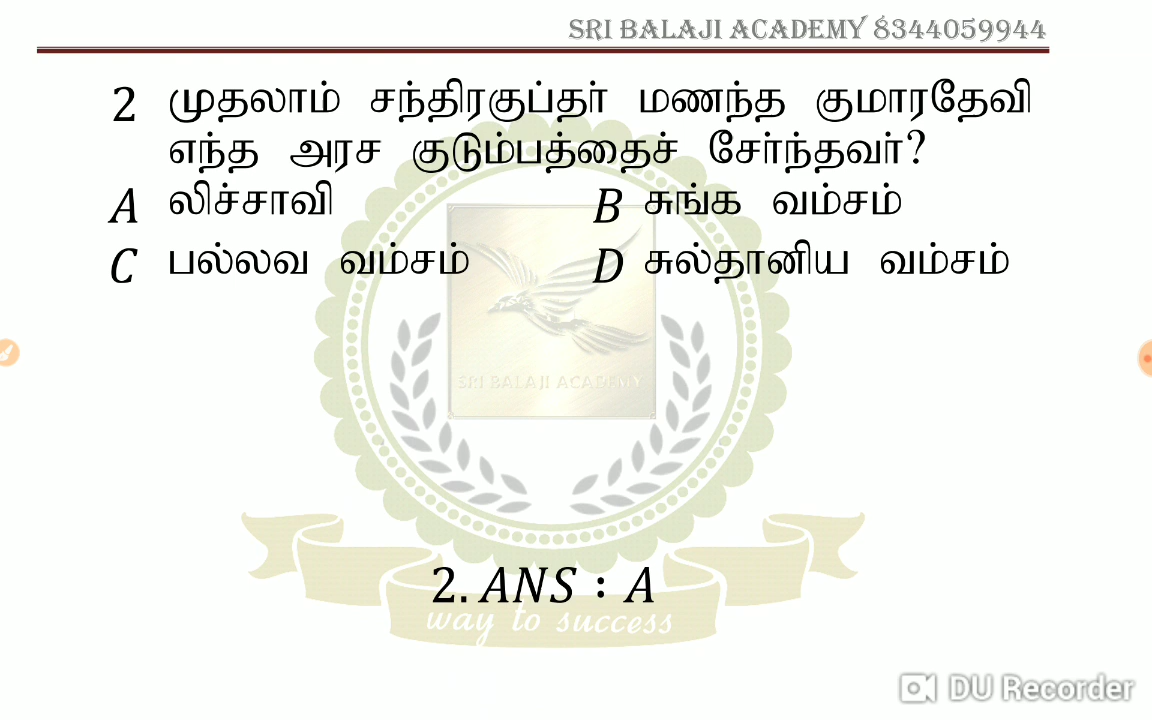 SRI BALAJI ACADEMY 8344059944
2 முதலாம் சந்திரகுப்தர் மணந்த குமாரதேவி
எந்த அரச குடும்பத்தைச் சேர்ந்தவர்?
A லிச்சாவி B சுங்க வம்சம்
C பல்லவ வம்சம் D சுல்தானிய வம்சம்
SRI BALAJI ACADEMY
2. ANS : A
way to success
DU Recorder